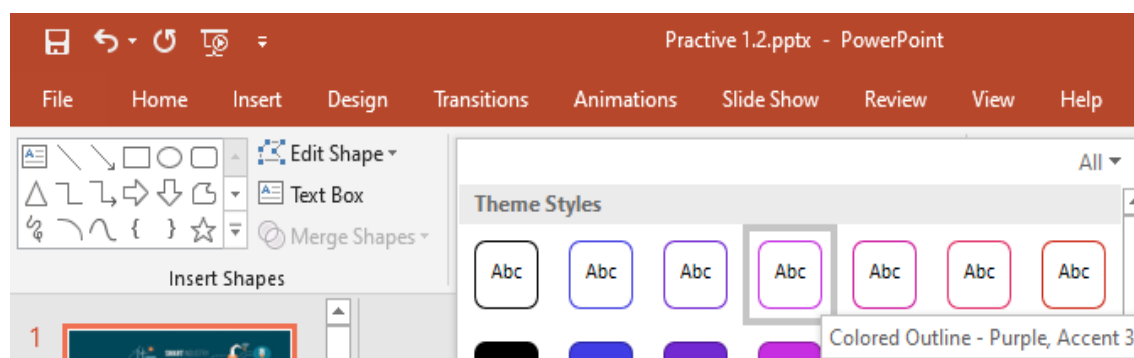 Practive 1.2.pptx - PowerPoint
File Home Insert Design Transitions Animations Slide Show Review View Help
Edit Shape
Text Box
Merge Shapes
Insert Shapes
All
Theme Styles
Abc Abc Abc Abc Abc Abc Abc
Colored Outline - Purple, Accent 3
1